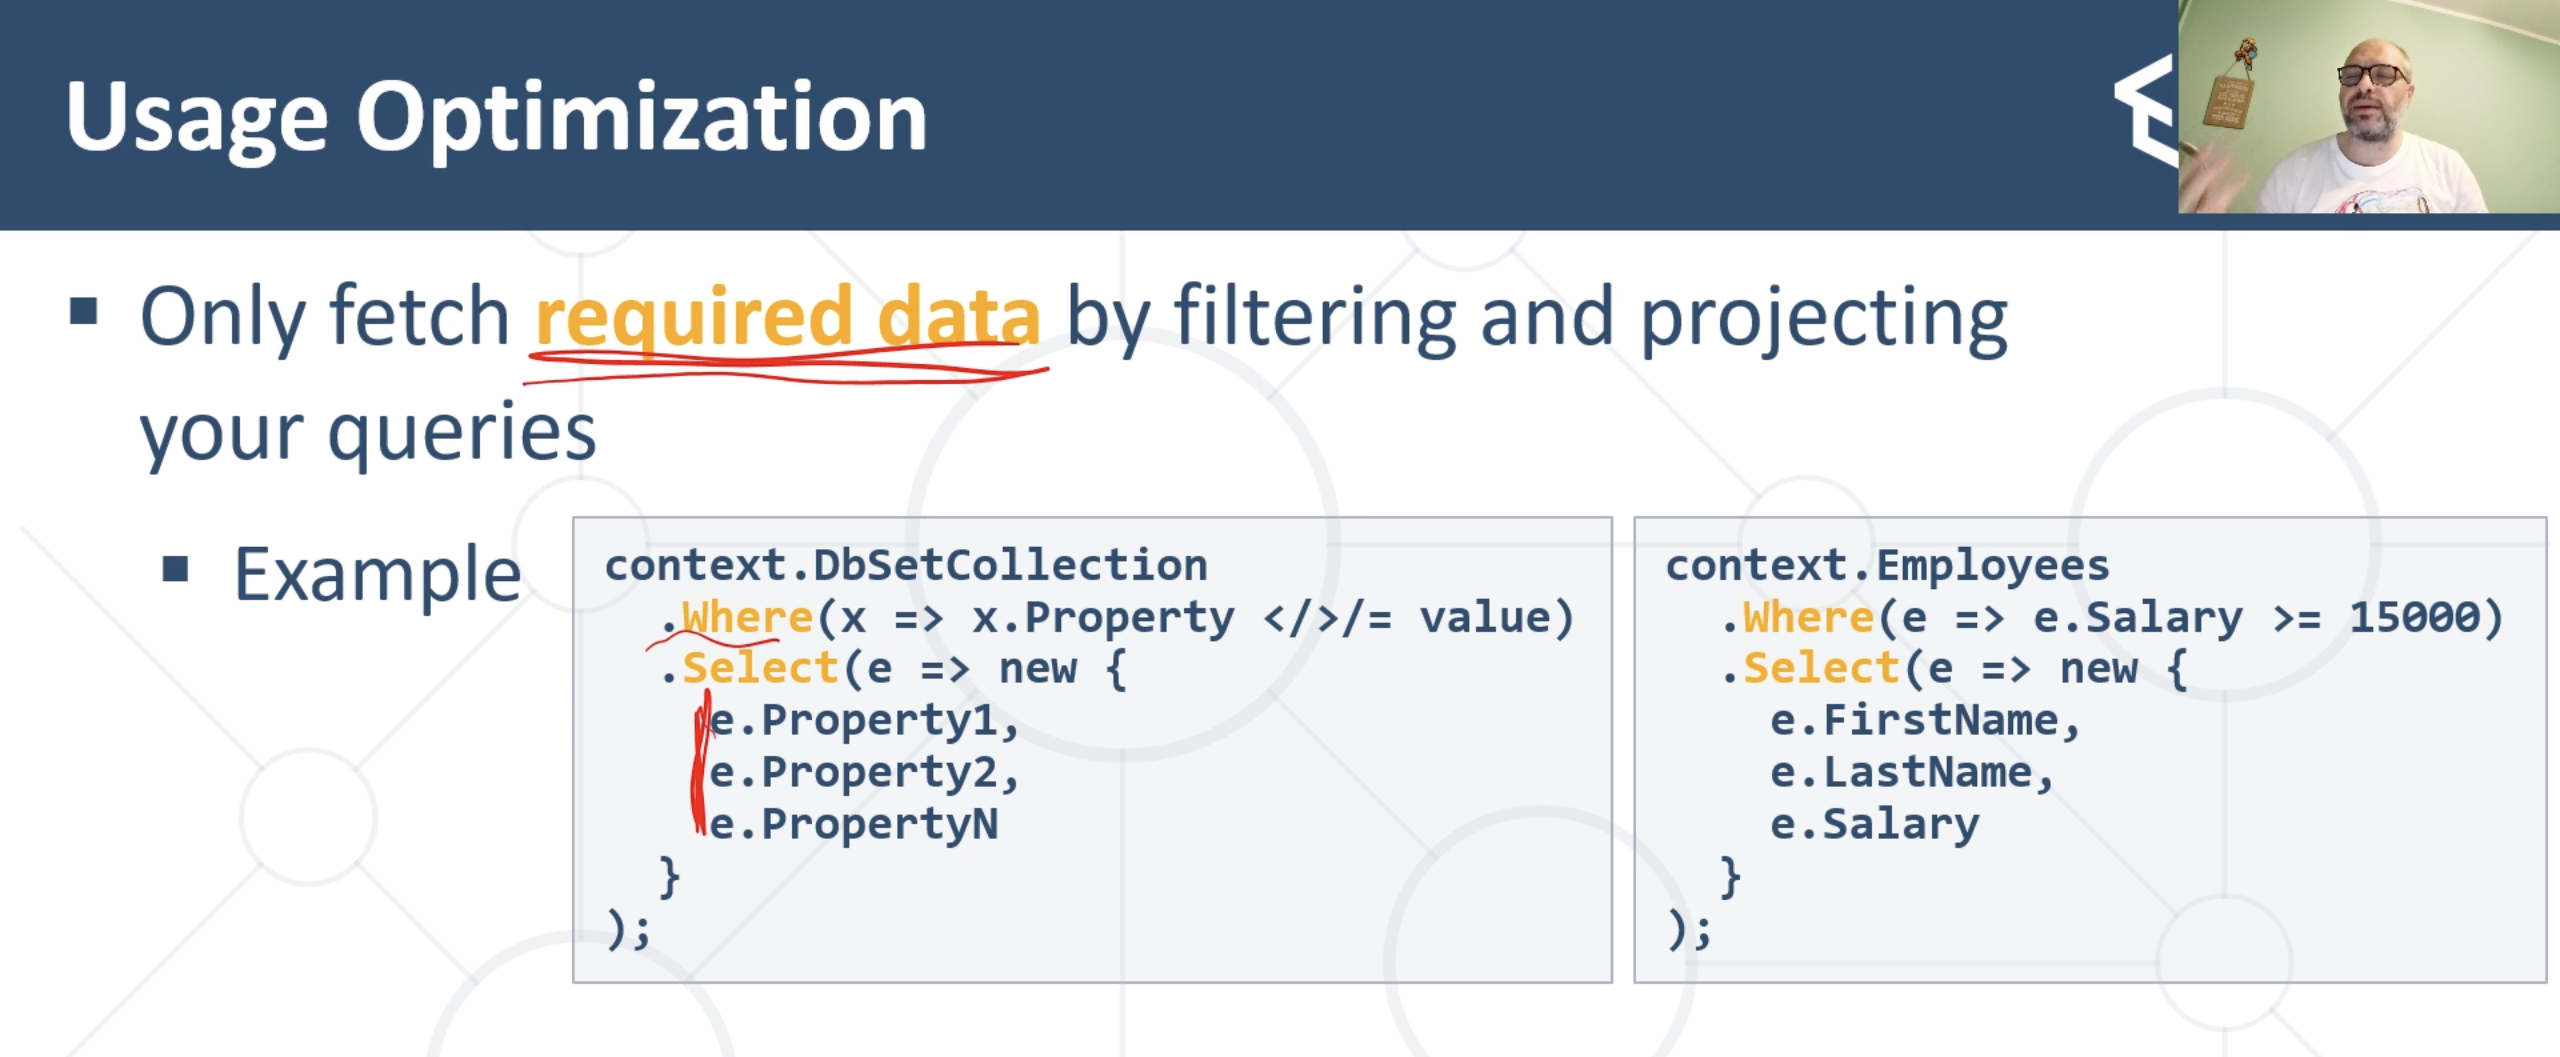 Usage Optimization
▪ Only fetch required data by filtering and projecting
your queries
▪ Example
context.DbSetCollection
.Where(x => x.Property </>/= value)
.Select(e => new {
e.Property1,
e.Property2,
e.PropertyN
}
);
context.Employees
.Where(e => e.Salary >= 15000)
.Select(e => new {
e.FirstName,
e.LastName,
e.Salary
}
);